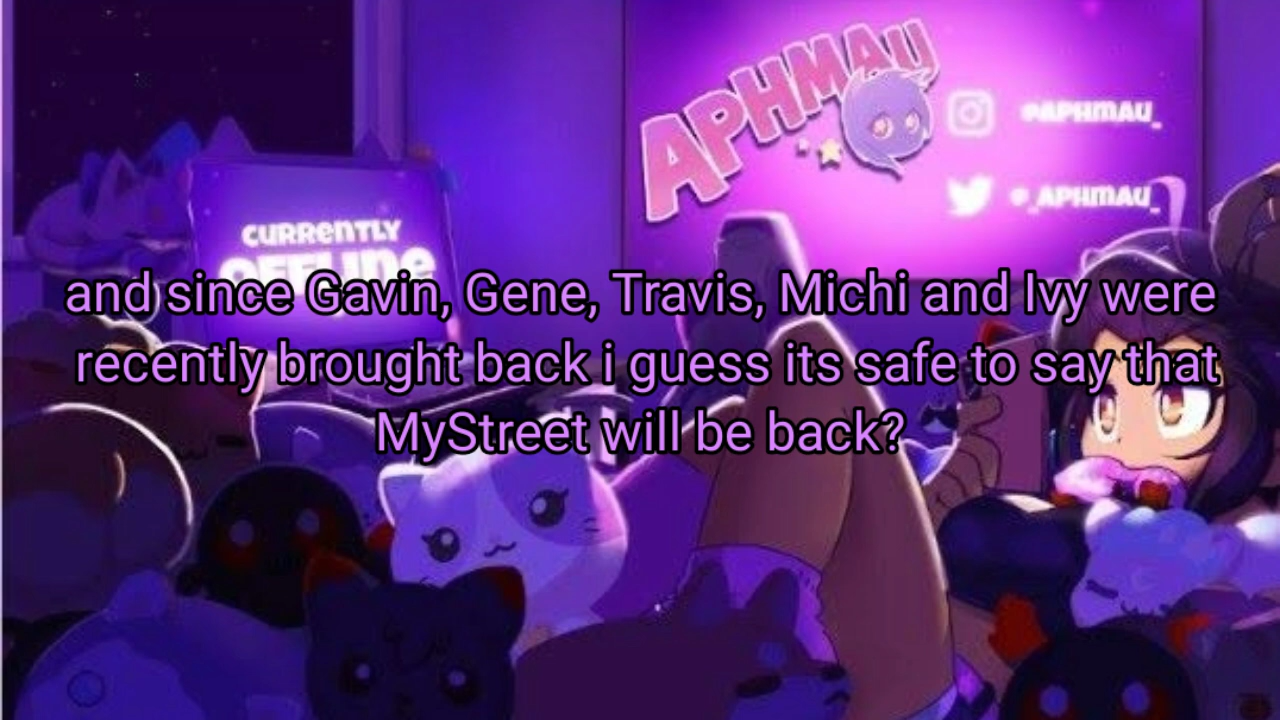 APHMAU
@APHMAU_
@_APHMAU_
CURRENTLY
OFFLINE
and since Gavin, Gene, Travis, Michi and Ivy were
recently brought back i guess its safe to say that
MyStreet will be back?